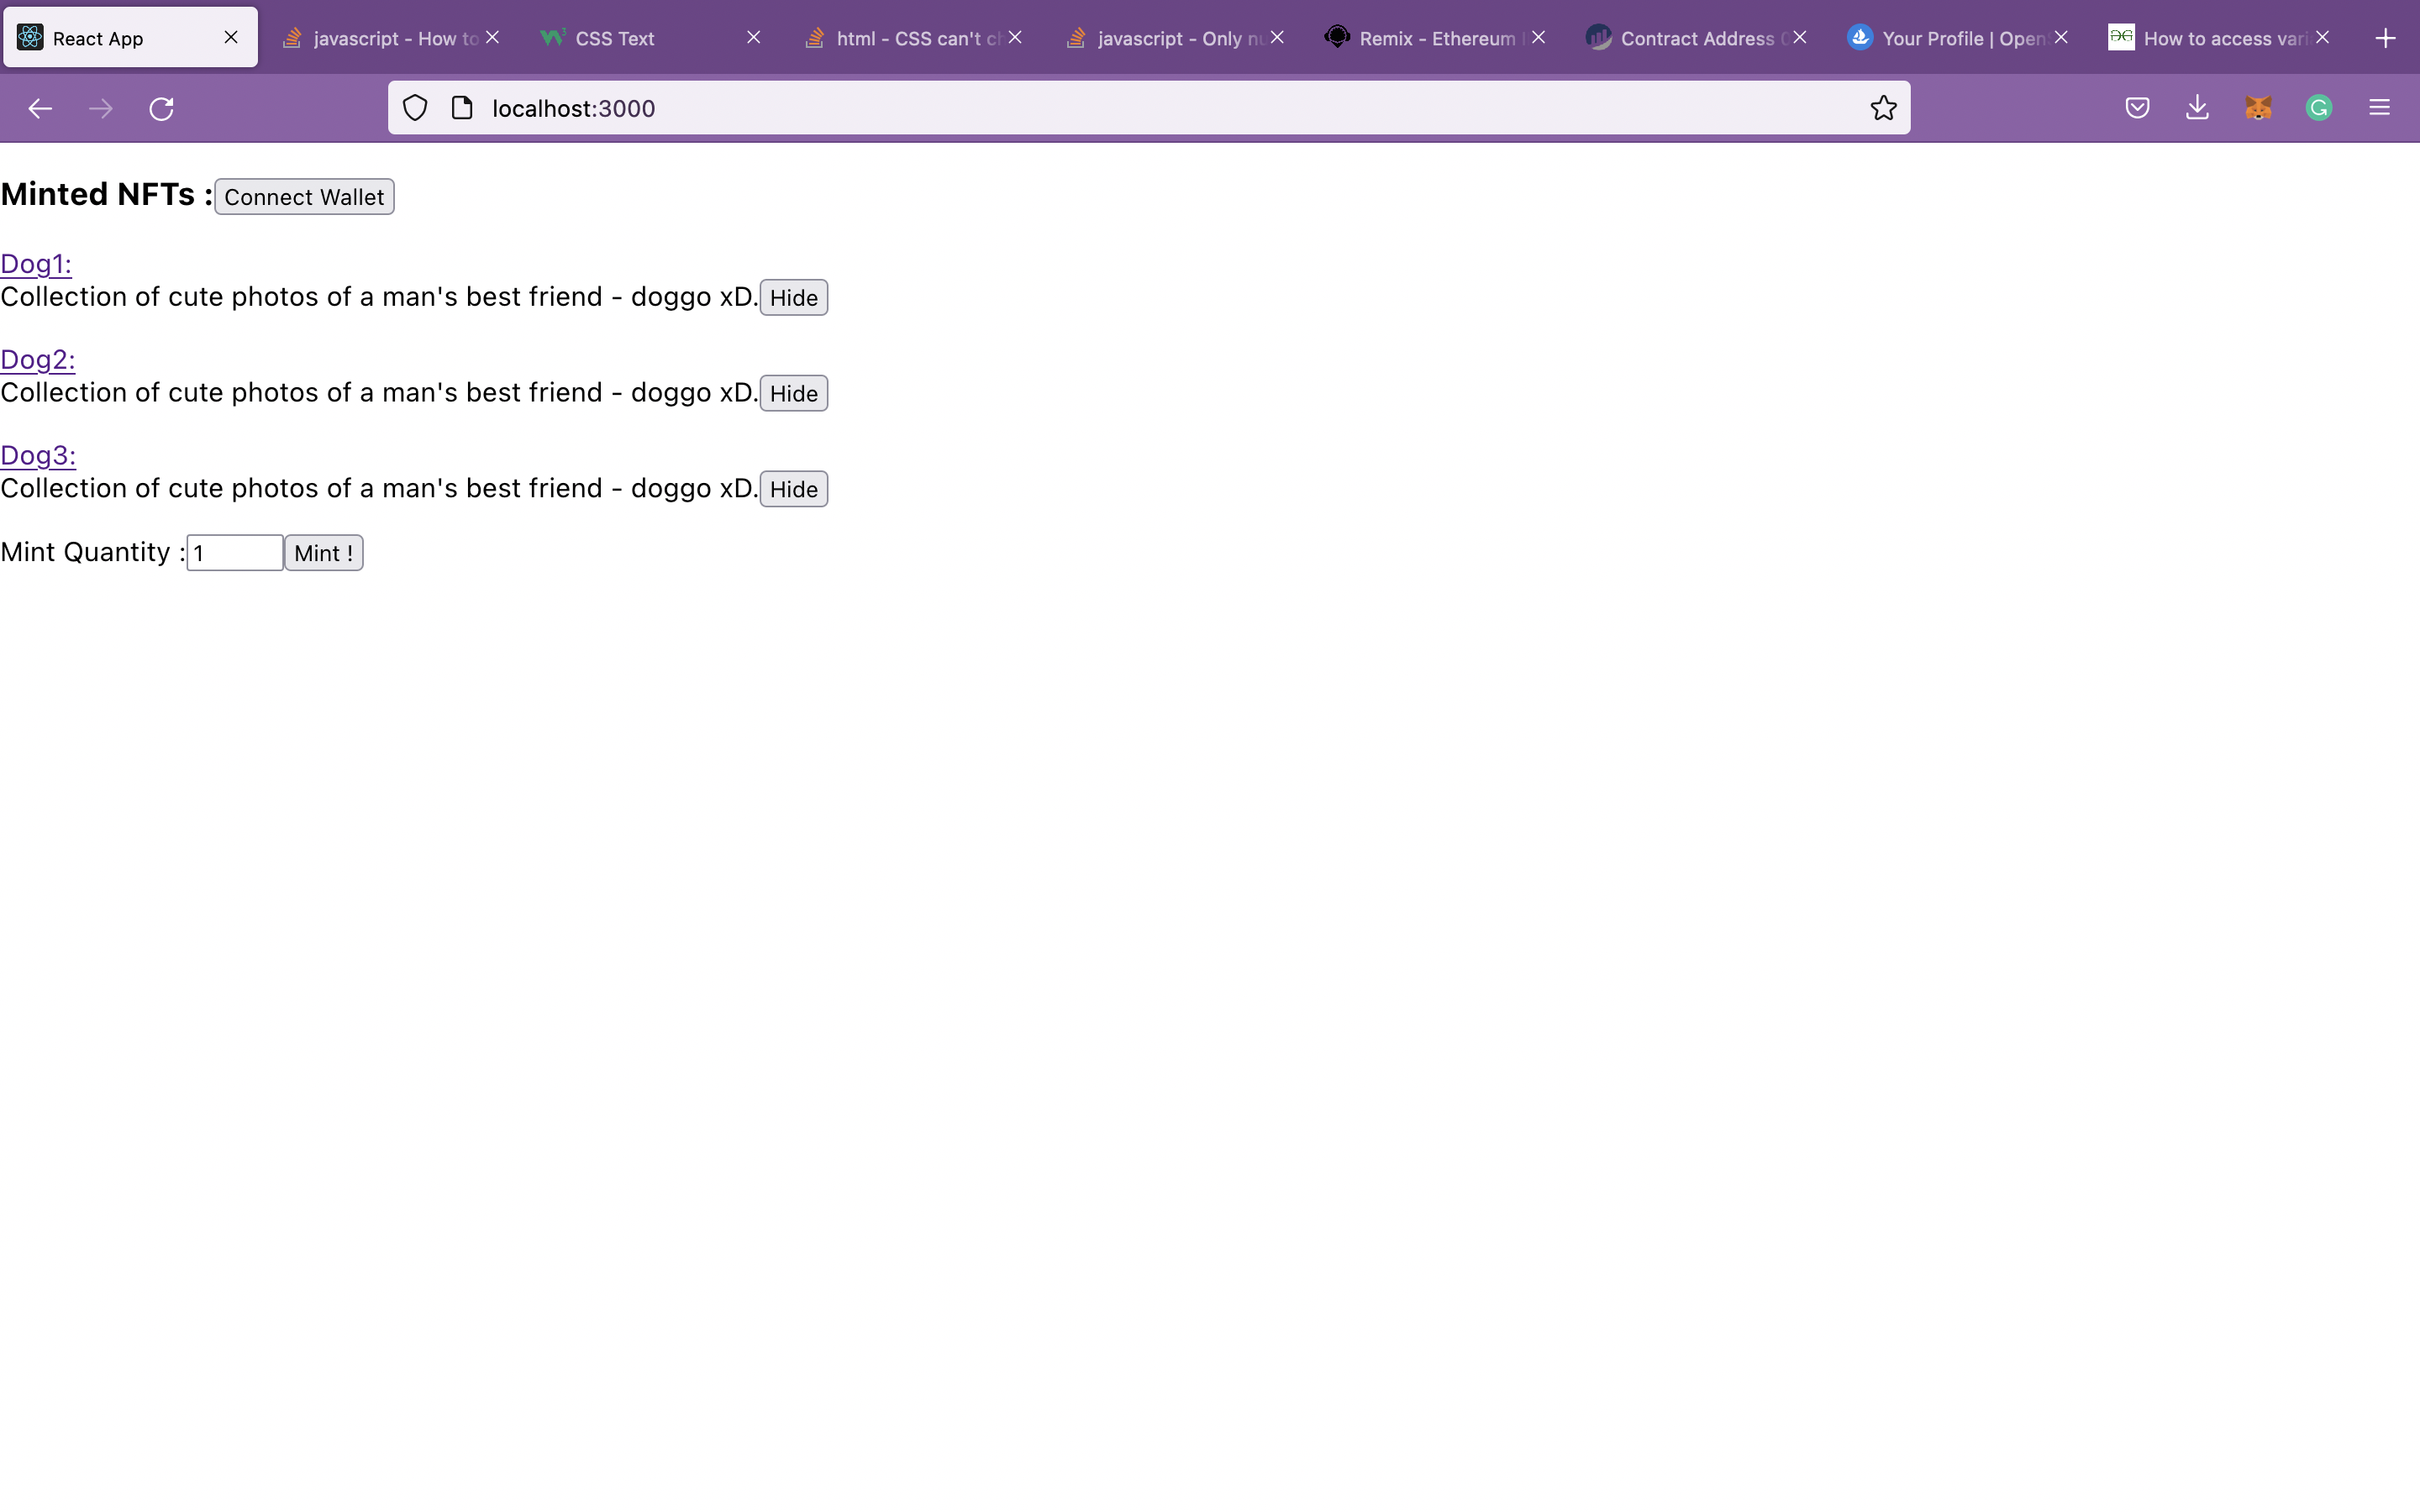 React App
javascript - How to
CSS Text
html - CSS can't
javascript - Only
Remix - Ethereum
Contract Address
Your Profile | Open
How to access
localhost:3000
Minted NFTs :Connect Wallet
Dog1:
Collection of cute photos of a man's best friend - doggo xD.Hide
Dog2:
Collection of cute photos of a man's best friend - doggo xD.Hide
Dog3:
Collection of cute photos of a man's best friend - doggo xD.Hide
Mint Quantity :1 Mint !